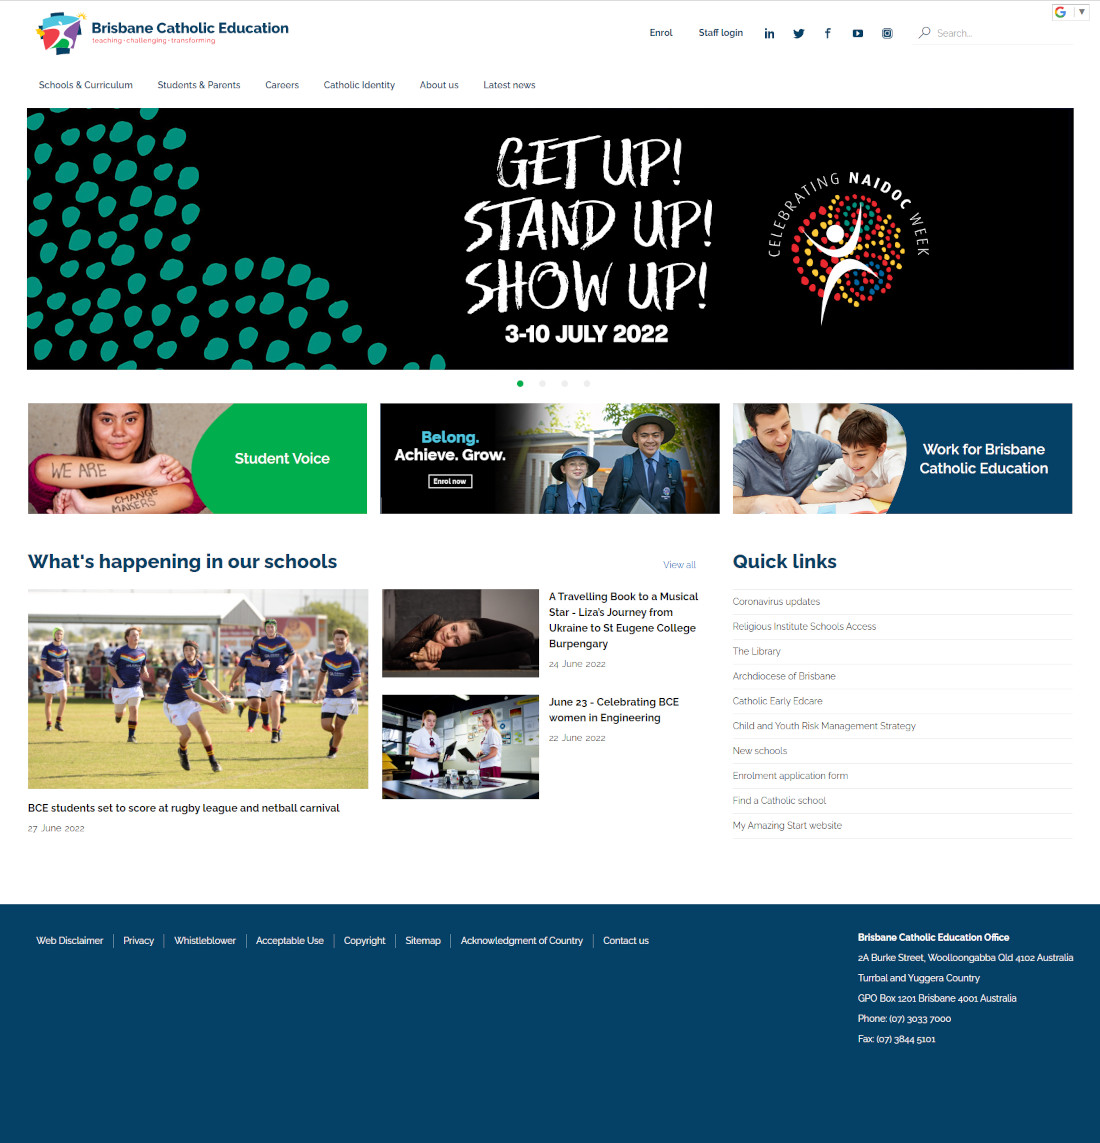 Brisbane Catholic Education
teaching·challenging·transforming
Enrol
Staff login
Search...
Schools & Curriculum
Students & Parents
Careers
Catholic Identity
About us
Latest news
GET UP!
STAND UP!
SHOW UP!
3-10 JULY 2022
CELEBRATING NAIDOC WEEK
WE ARE
CHANGE
MAKERS
Student Voice
Belong.
Achieve. Grow.
Enrol now
Work for Brisbane
Catholic Education
What's happening in our schools
View all
BCE students set to score at rugby league and netball carnival
27 June 2022
A Travelling Book to a Musical
Star - Liza's Journey from
Ukraine to St Eugene College
Burpengary
24 June 2022
June 23 - Celebrating BCE
women in Engineering
22 June 2022
Quick links
Coronavirus updates
Religious Institute Schools Access
The Library
Archdiocese of Brisbane
Catholic Early Edcare
Child and Youth Risk Management Strategy
New schools
Enrolment application form
Find a Catholic school
My Amazing Start website
Web Disclaimer
Privacy
Whistleblower
Acceptable Use
Copyright
Sitemap
Acknowledgment of Country
Contact us
Brisbane Catholic Education Office
2A Burke Street, Woolloongabba Qld 4102 Australia
Turrbal and Yuggera Country
GPO Box 1201 Brisbane 4001 Australia
Phone: (07) 3033 7000
Fax: (07) 3844 5101